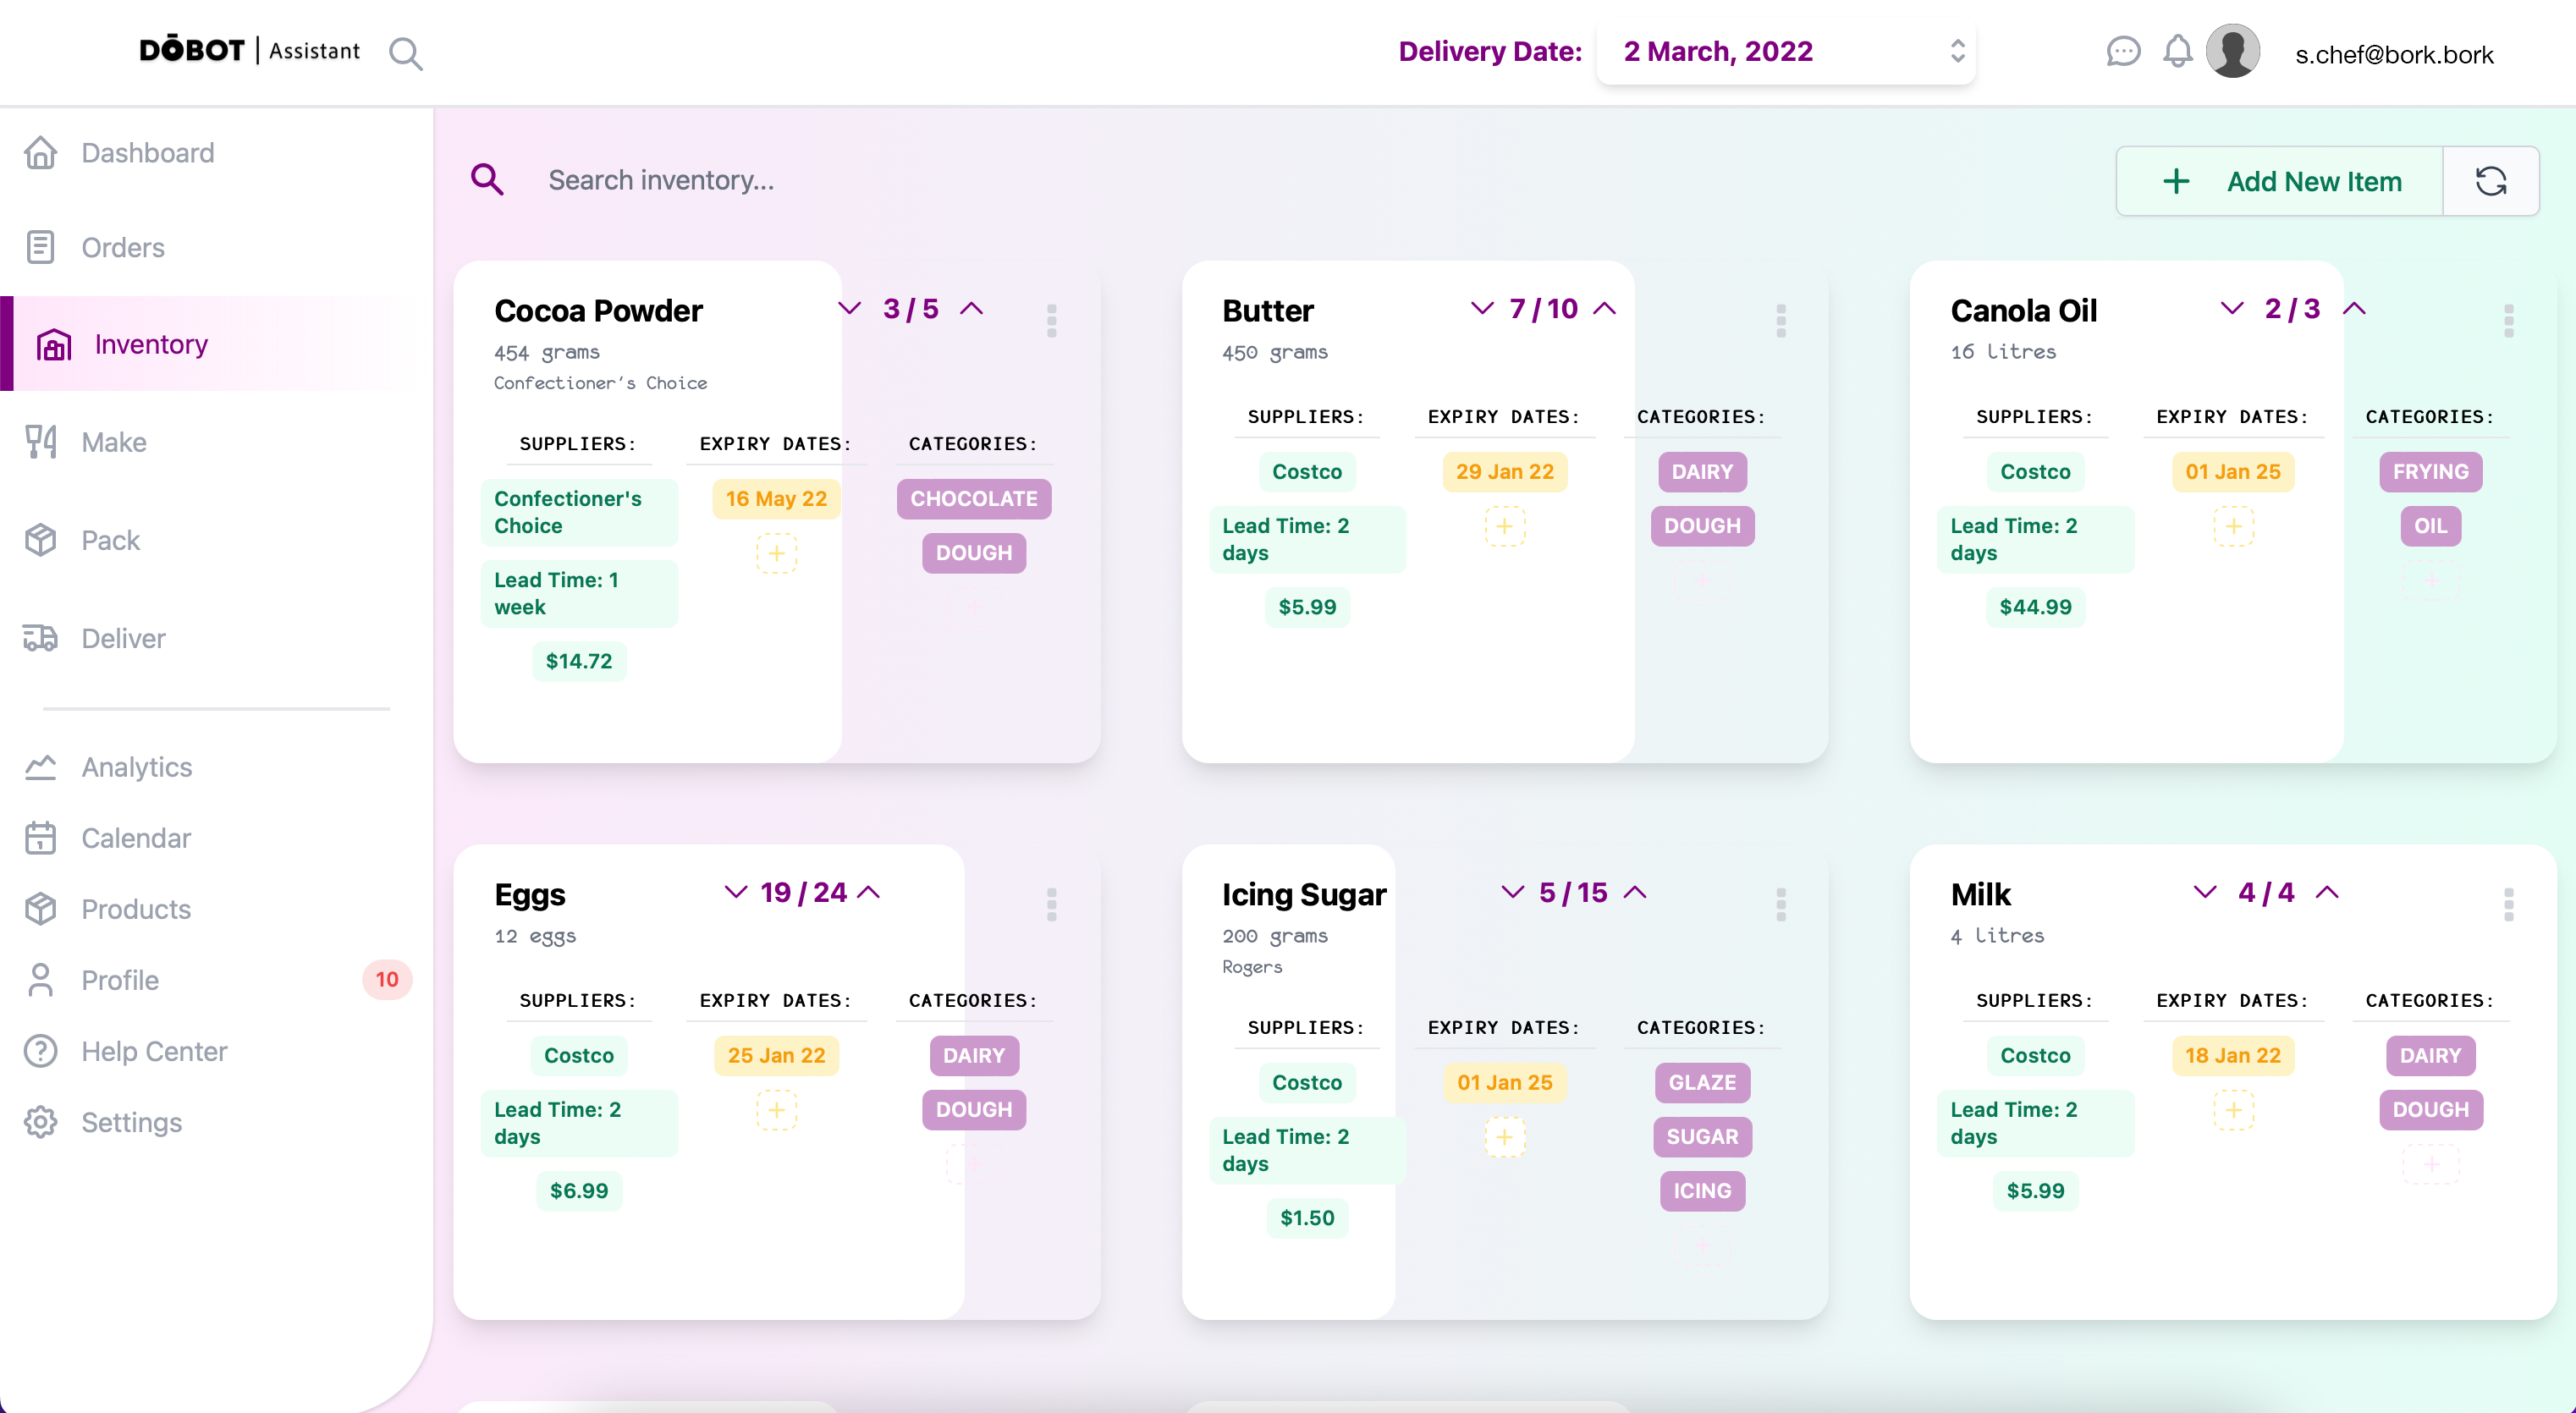 DŌBOT | Assistant
Delivery Date:
2 March, 2022
s.chef@bork.bork
Dashboard
Orders
Inventory
Make
Pack
Deliver
Analytics
Calendar
Products
Profile
10
Help Center
Settings
Search inventory...
+ Add New Item
Cocoa Powder
3 / 5
454 grams
Confectioner's Choice
SUPPLIERS:
Confectioner's
Choice
Lead Time: 1
week
$14.72
EXPIRY DATES:
16 May 22
+
CATEGORIES:
CHOCOLATE
DOUGH
+
Butter
7 / 10
450 grams
SUPPLIERS:
Costco
Lead Time: 2
days
$5.99
EXPIRY DATES:
29 Jan 22
+
CATEGORIES:
DAIRY
DOUGH
+
Canola Oil
2 / 3
16 litres
SUPPLIERS:
Costco
Lead Time: 2
days
$44.99
EXPIRY DATES:
01 Jan 25
+
CATEGORIES:
FRYING
OIL
+
Eggs
19 / 24
12 eggs
SUPPLIERS:
Costco
Lead Time: 2
days
$6.99
EXPIRY DATES:
25 Jan 22
+
CATEGORIES:
DAIRY
DOUGH
+
Icing Sugar
5 / 15
200 grams
Rogers
SUPPLIERS:
Costco
Lead Time: 2
days
$1.50
EXPIRY DATES:
01 Jan 25
+
CATEGORIES:
GLAZE
SUGAR
ICING
+
Milk
4 / 4
4 litres
SUPPLIERS:
Costco
Lead Time: 2
days
$5.99
EXPIRY DATES:
18 Jan 22
+
CATEGORIES:
DAIRY
DOUGH
+